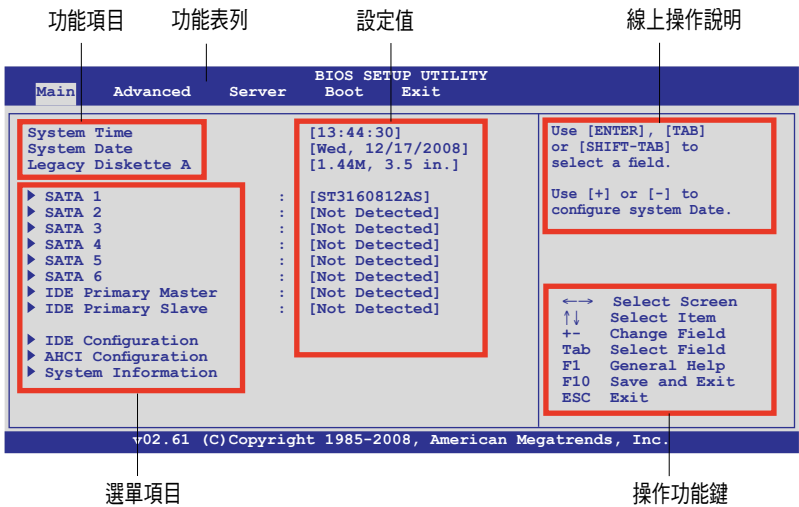 功能項目 功能表列 設定值 線上操作說明
BIOS SETUP UTILITY
Main Advanced Server Boot Exit
System Time [13:44:30]
System Date [Wed, 12/17/2008]
Legacy Diskette A [1.44M, 3.5 in.]
SATA 1 : [ST3160812AS]
SATA 2 : [Not Detected]
SATA 3 : [Not Detected]
SATA 4 : [Not Detected]
SATA 5 : [Not Detected]
SATA 6 : [Not Detected]
IDE Primary Master : [Not Detected]
IDE Primary Slave : [Not Detected]
IDE Configuration
AHCI Configuration
System Information
Use [ENTER], [TAB]
or [SHIFT-TAB] to
select a field.
Use [+] or [-] to
configure system Date.
←→ Select Screen
↑↓ Select Item
+- Change Field
Tab Select Field
F1 General Help
F10 Save and Exit
ESC Exit
v02.61 (C)Copyright 1985-2008, American Megatrends, Inc.
選單項目 操作功能鍵